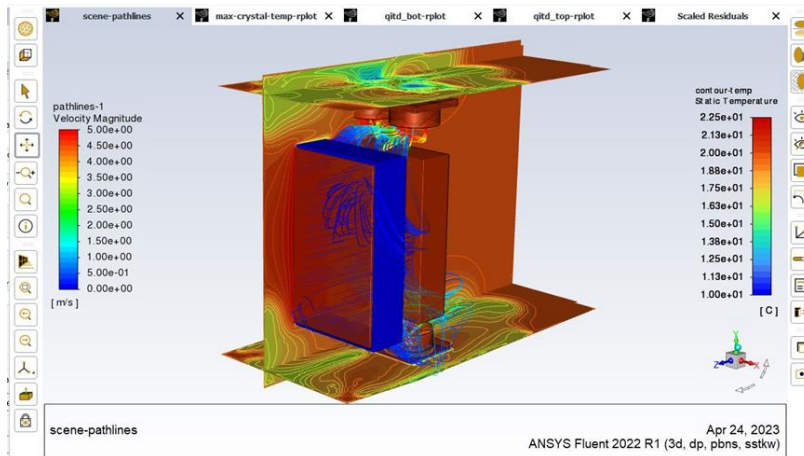 scene-pathlines
max-crystal-temp-rplot
qitd_bot-rplot
qitd_top-rplot
Scaled Residuals
pathlines-1
Velocity Magnitude
5.00e+00
4.50e+00
4.00e+00
3.50e+00
3.00e+00
2.50e+00
2.00e+00
1.50e+00
1.00e+00
5.00e-01
0.00e+00
[ m/s ]
contour-temp
Static Temperature
2.25e+01
2.13e+01
2.00e+01
1.88e+01
1.75e+01
1.63e+01
1.50e+01
1.38e+01
1.25e+01
1.13e+01
1.00e+01
[ C ]
Y
Z
X
scene-pathlines
Apr 24, 2023
ANSYS Fluent 2022 R1 (3d, dp, pbns, sstkw)